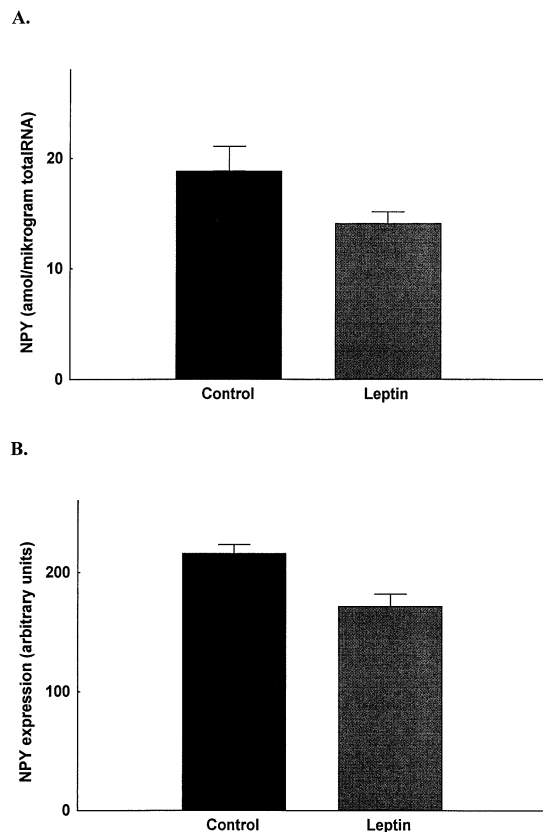 A.
NPY (amol/mikrogram totalRNA)
20
10
0
Control
Leptin
B.
NPY expression (arbitrary units)
200
100
0
Control
Leptin